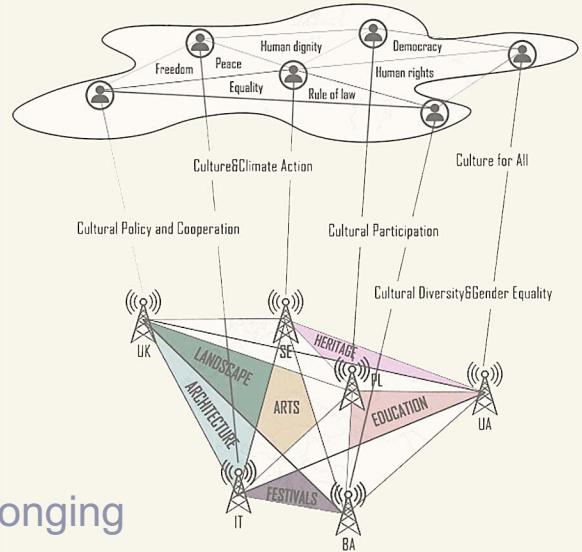 Human dignity
Democracy
Freedom
Peace
Human rights
Equality
Rule of law
Culture&Climate Action
Culture for All
Cultural Policy and Cooperation
Cultural Participation
Cultural Diversity&Gender Equality
UK
SE
HERITAGE
LANDSCAPE
PL
ARCHITECTURE
ARTS
EDUCATION
UA
IT
FESTIVALS
BA
onging